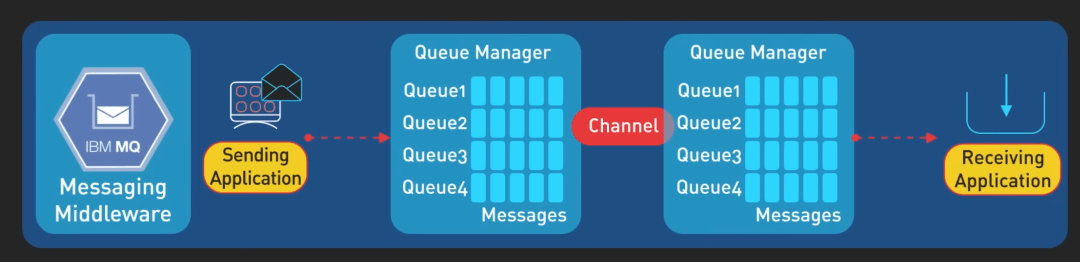 IBM MQ
Messaging
Middleware
Sending
Application
Queue Manager
Queue1
Queue2
Queue3
Queue4
Messages
Channel
Queue Manager
Queue1
Queue2
Queue3
Queue4
Messages
Receiving
Application